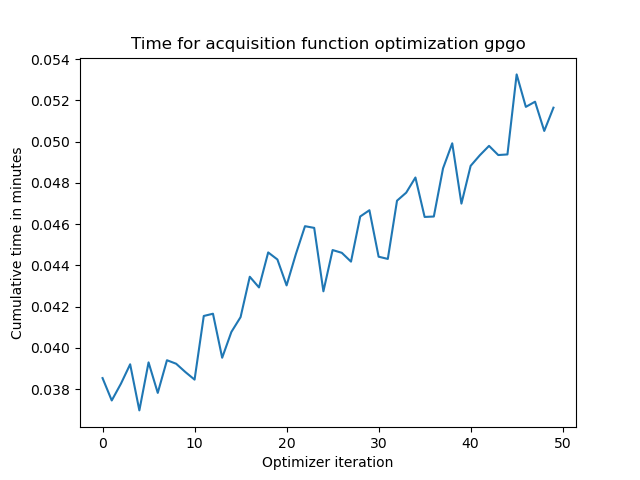 Time for acquisition function optimization gpgo
0.054
0.052
0.050
0.048
0.046
0.044
0.042
0.040
0.038
Cumulative time in minutes
0 10 20 30 40 50
Optimizer iteration